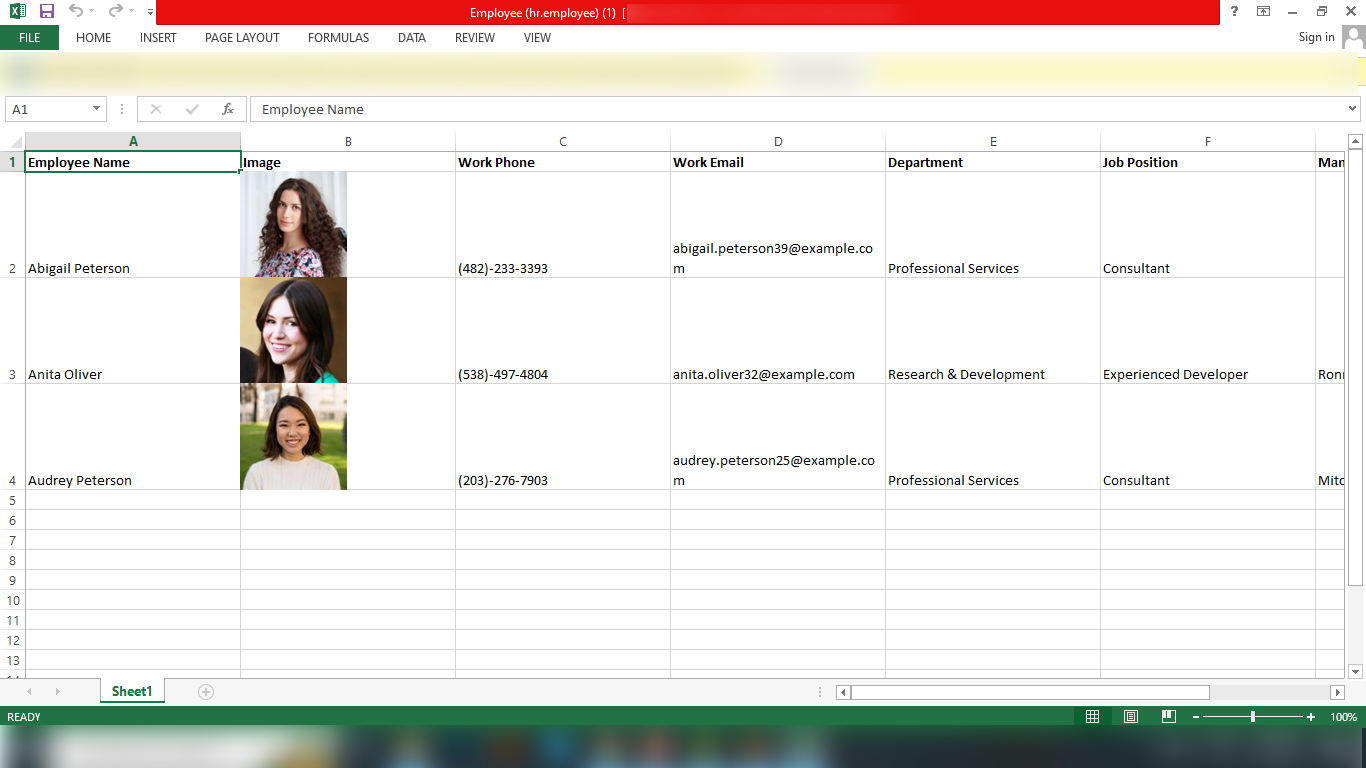 Employee (hr.employee) (1) [
?
FILE HOME INSERT PAGE LAYOUT FORMULAS DATA REVIEW VIEW Sign in
A1 fx Employee Name
A B C D E F
1 Employee Name Image Work Phone Work Email Department Job Position Man
2 Abigail Peterson (482)-233-3393 abigail.peterson39@example.co
m Professional Services Consultant
3 Anita Oliver (538)-497-4804 anita.oliver32@example.com Research & Development Experienced Developer Ron
4 Audrey Peterson (203)-276-7903 audrey.peterson25@example.co
m Professional Services Consultant Mitc
5
6
7
8
9
10
11
12
13
Sheet1
READY 100%